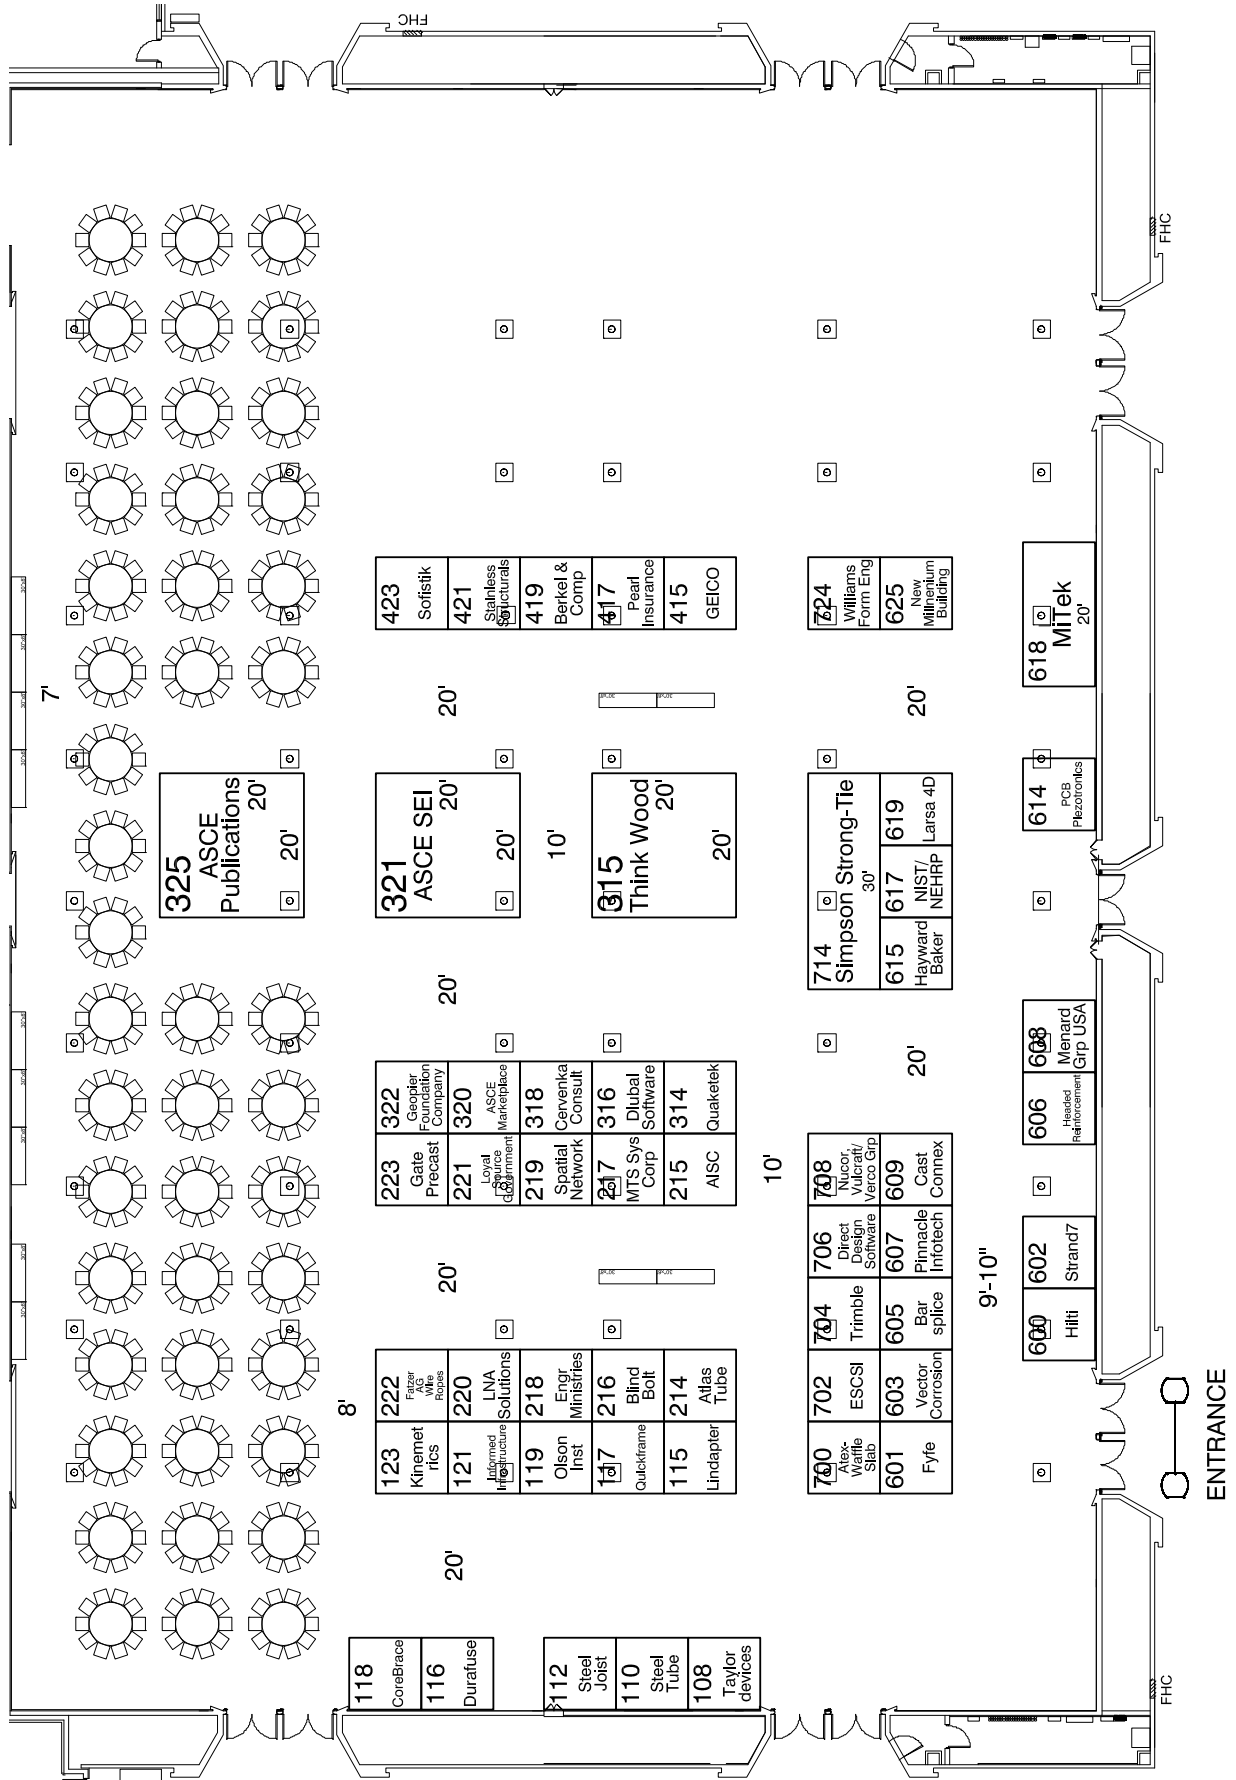 FHC
FHC
7'
423
Sofistik
421
Stainless
Structurals
419
Berkel &
Comp
417
Pearl
Insurance
415
GEICO
724
Williams
Form Eng
625
New
Millnenium
Building
618
MiTek
20'
20'
20'
325
ASCE
Publications
20'
20'
321
ASCE SEI
20'
20'
10'
315
Think Wood
20'
20'
714
Simpson Strong-Tie
30'
615
Hayward
Baker
617
NIST/
NEHRP
619
Larsa 4D
614
PCB
Piezotronics
20'
20'
322
Geopier
Foundation
Company
320
ASCE
Marketplace
318
Cervenka
Consult
316
Dlubal
Software
314
Quaketek
608
Menard
Grp USA
606
Headed
Reinforcement
223
Gate
Precast
221
Loyal
Source
Government
219
Spatial
Network
217
MTS Sys
Corp
215
AISC
10'
708
Nucor,
Vulcraft/
Verco Grp
609
Cast
Connex
706
Direct
Design
Software
607
Pinnacle
Infotech
704
Trimble
605
Bar
splice
9'-10"
602
Strand7
600
Hilti
20'
8'
222
Fatzer
AG
Wire
Ropes
220
LNA
Solutions
218
Engr
Ministries
216
Blind
Bolt
214
Atlas
Tube
702
ESCSI
603
Vector
Corrosion
123
Kinemet
rics
121
Informed
Infrastructure
119
Olson
Inst
117
Quickframe
115
Lindapter
700
Atex-
Waffle
Slab
601
Fyfe
ENTRANCE
20'
118
CoreBrace
116
Durafuse
112
Steel
Joist
110
Steel
Tube
108
Taylor
devices
FHC